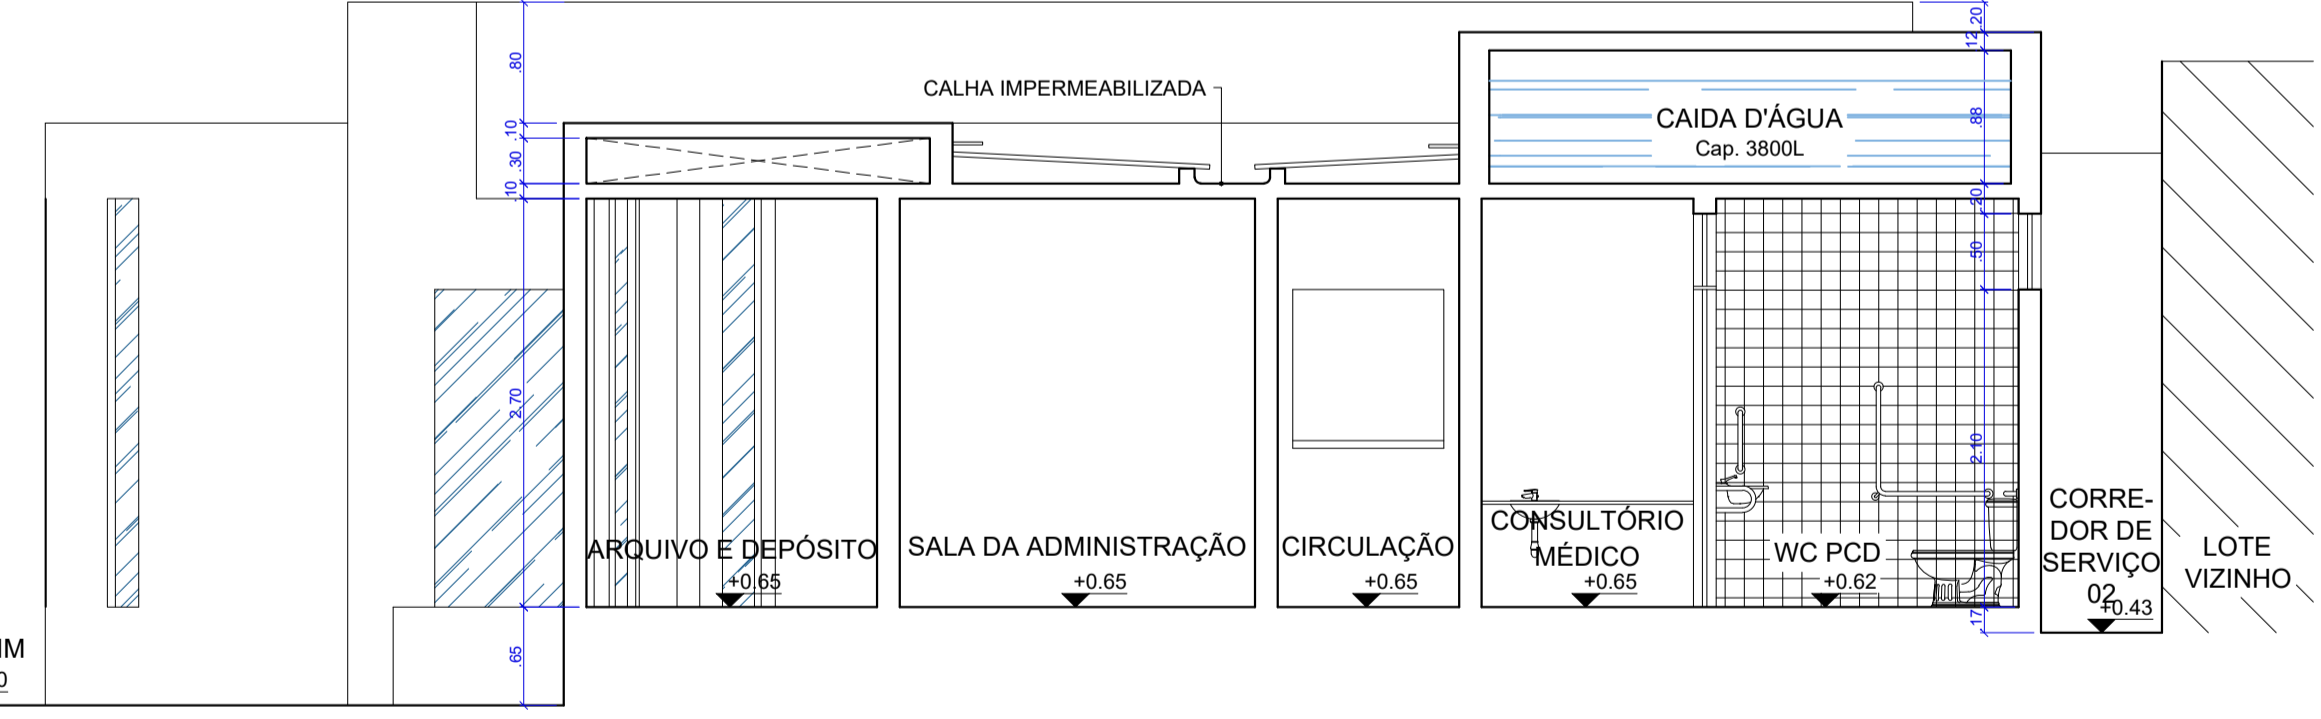 .80
.10
.30
.10
2.70
.65
CALHA IMPERMEABILIZADA
CAIDA D'ÁGUA
Cap. 3800L
.20
12
.88
.20
.50
2.10
.17
ARQUIVO E DEPÓSITO
+0.65
SALA DA ADMINISTRAÇÃO
+0.65
CIRCULAÇÃO
+0.65
CONSULTÓRIO
MÉDICO
+0.65
WC PCD
+0.62
CORRE-
DOR DE
SERVIÇO
02
+0.43
LOTE
VIZINHO
IM
0